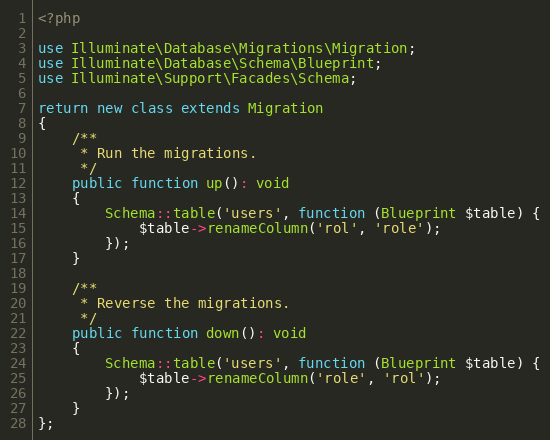 1 <?php
2
3 use Illuminate\Database\Migrations\Migration;
4 use Illuminate\Database\Schema\Blueprint;
5 use Illuminate\Support\Facades\Schema;
6
7 return new class extends Migration
8 {
9     /**
10      * Run the migrations.
11      */
12     public function up(): void
13     {
14         Schema::table('users', function (Blueprint $table) {
15             $table->renameColumn('rol', 'role');
16         });
17     }
18
19     /**
20      * Reverse the migrations.
21      */
22     public function down(): void
23     {
24         Schema::table('users', function (Blueprint $table) {
25             $table->renameColumn('role', 'rol');
26         });
27     }
28 };